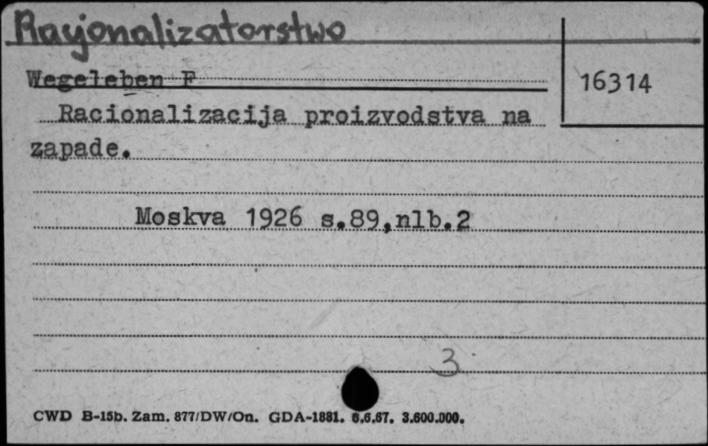 Racjonalizatorstwo
Wegeleben F
16314
Racionalizacija proizvodstva na
zapade.
Moskva 1926 s.89,nlb.2
3
CWD B-15b. Zam. 877/DW/On. GDA-1881. 6.6.67. 3.600.000.